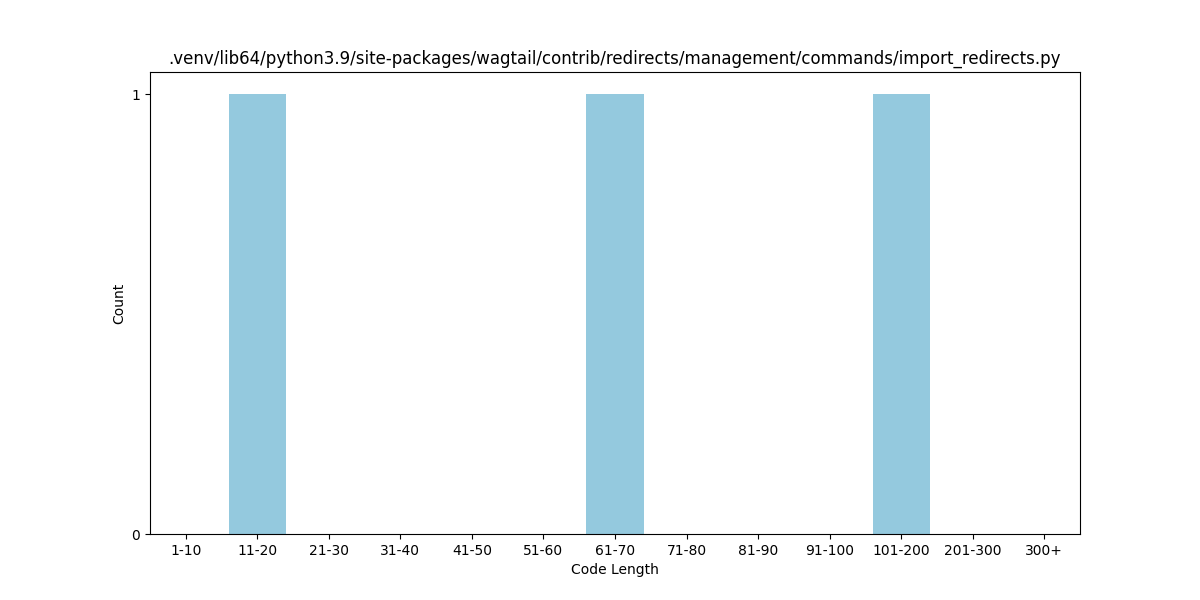 .venv/lib64/python3.9/site-packages/wagtail/contrib/redirects/management/commands/import_redirects.py
1
Count
0
1-10 11-20 21-30 31-40 41-50 51-60 61-70 71-80 81-90 91-100 101-200 201-300 300+
Code Length